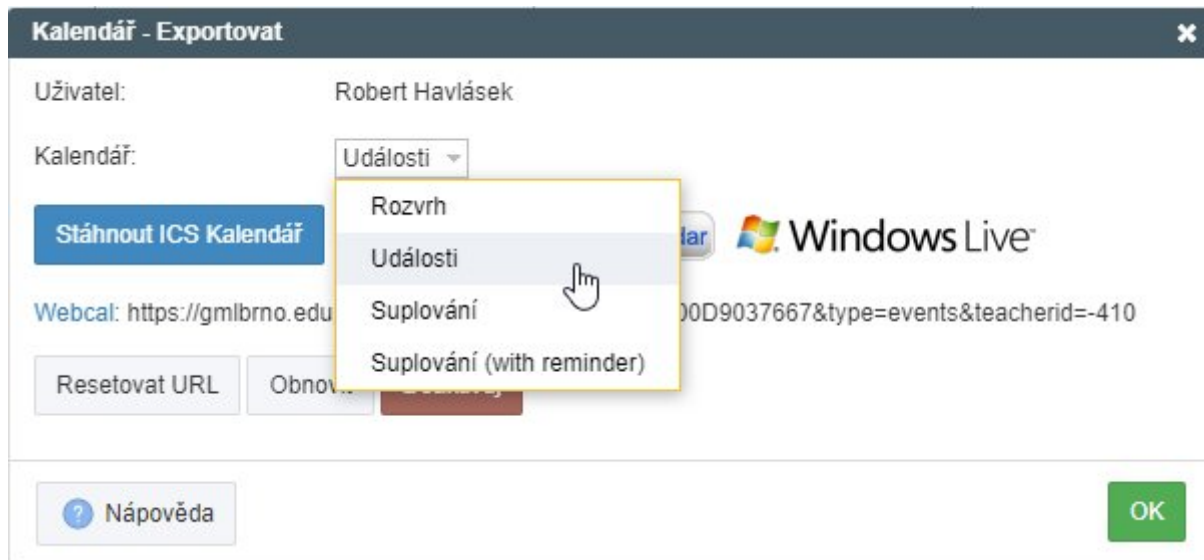 Kalendář - Exportovat
Uživatel: Robert Havlásek
Kalendář: Události
Rozvrh
Stáhnout ICS Kalendář Windows Live
Události
Suplování
Webcal: https://gmlbrno.edu 00D9037667&type=events&teacherid=-410
Suplování (with reminder)
Resetovat URL
Nápověda OK